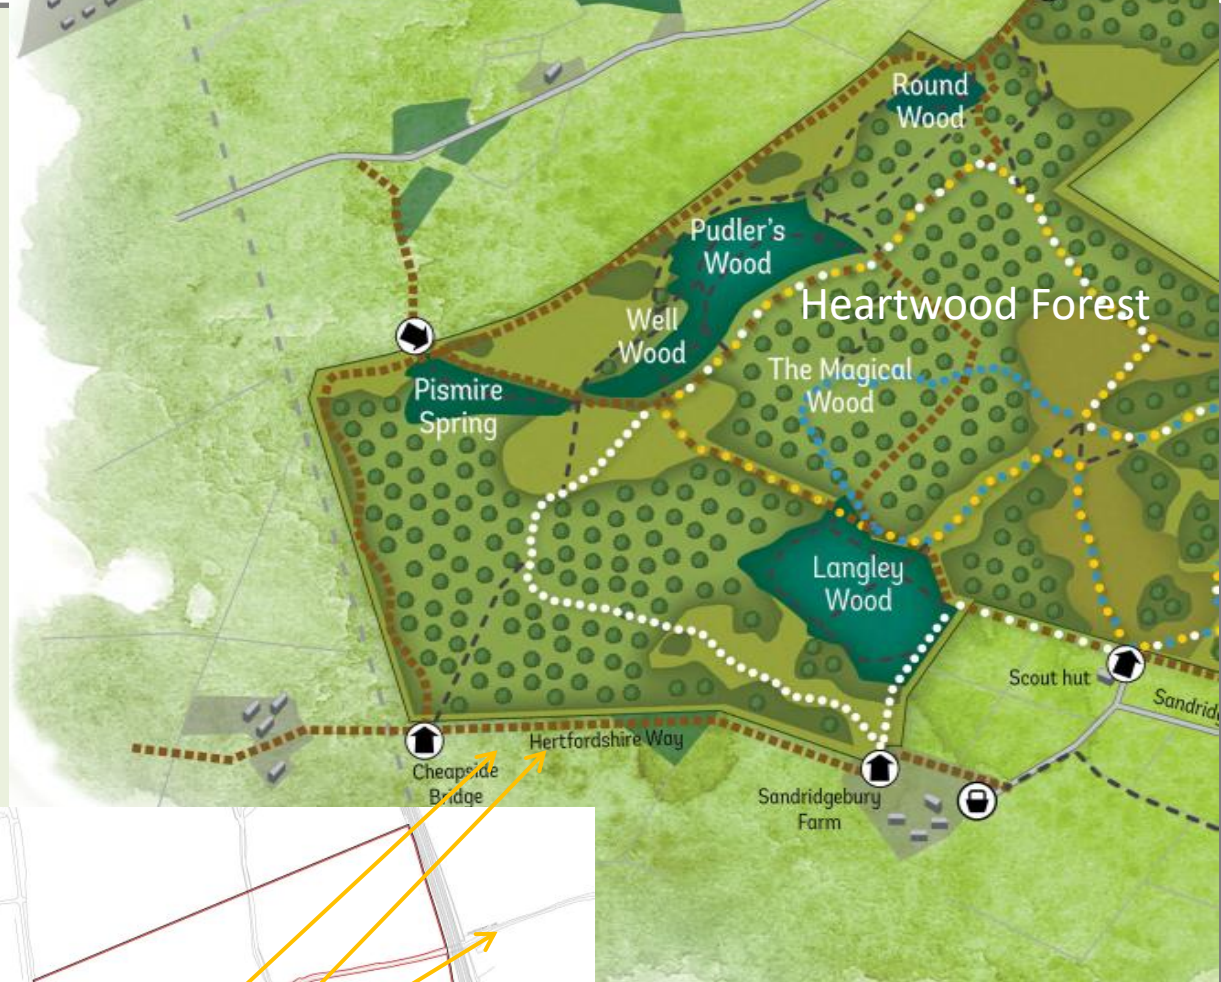 Round
Wood
Pudler's
Wood
Heartwood Forest
Well
Wood
The Magical
Wood
Pismire
Spring
Langley
Wood
Scout hut
Hertfordshire Way
Cheapside
Bridge
Sandridgebury
Farm